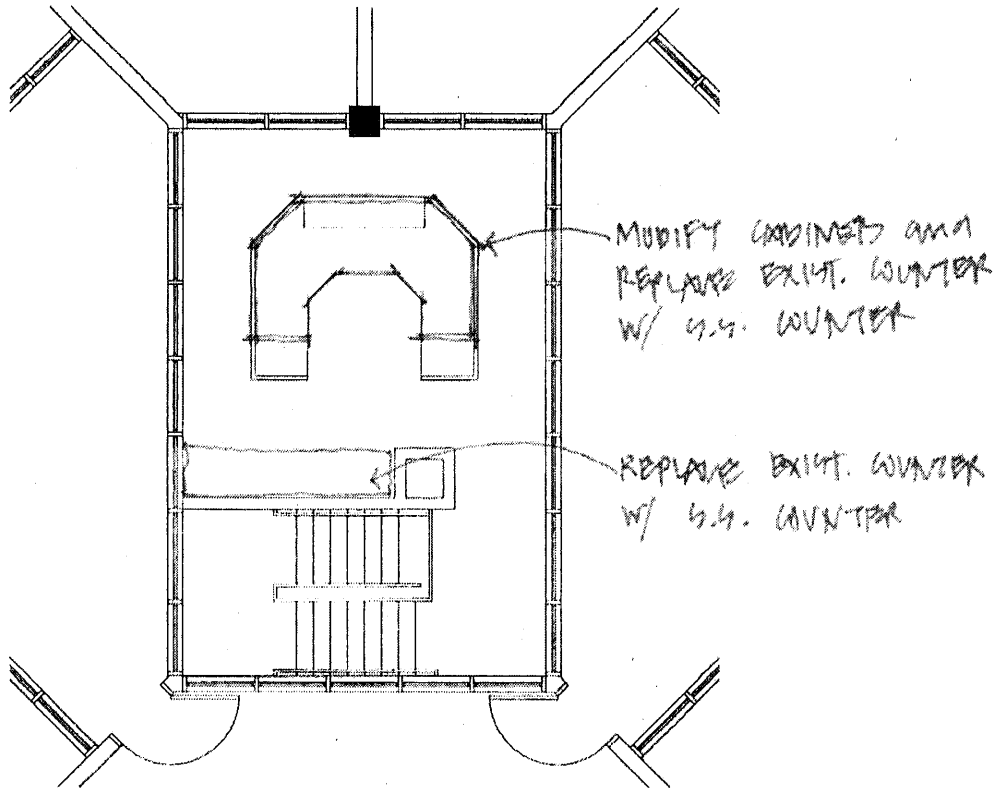 MODIFY CABINETS and
REPLACE EXIST. COUNTER
W/ S.S. COUNTER
REPLACE EXIST. COUNTER
W/ S.S. COUNTER